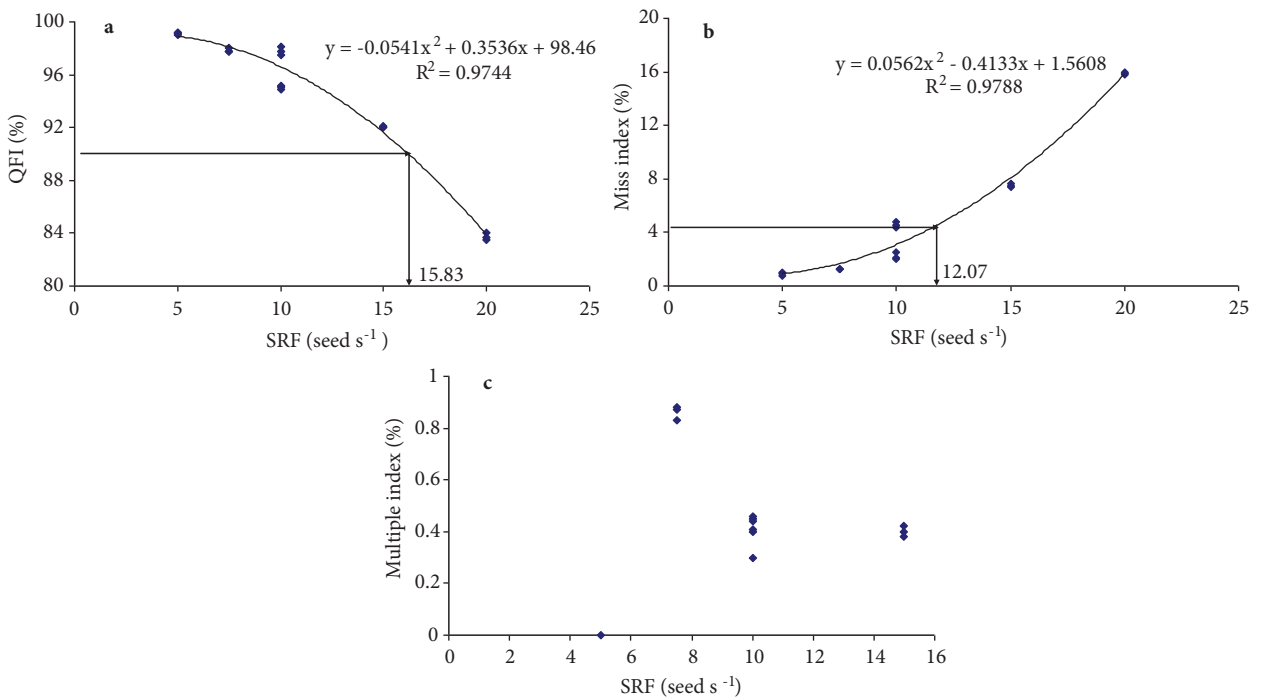 a
100
96
92
88
84
80
QFI (%)
y = -0.0541x² + 0.3536x + 98.46
R² = 0.9744
15.83
0 5 10 15 20 25
SRF (seed s⁻¹ )
b
20
16
12
8
4
0
Miss index (%)
y = 0.0562x² - 0.4133x + 1.5608
R² = 0.9788
12.07
0 5 10 15 20 25
SRF (seed s⁻¹)
c
1
0.8
0.6
0.4
0.2
0
Multiple index (%)
0 2 4 6 8 10 12 14 16
SRF (seed s ⁻¹)